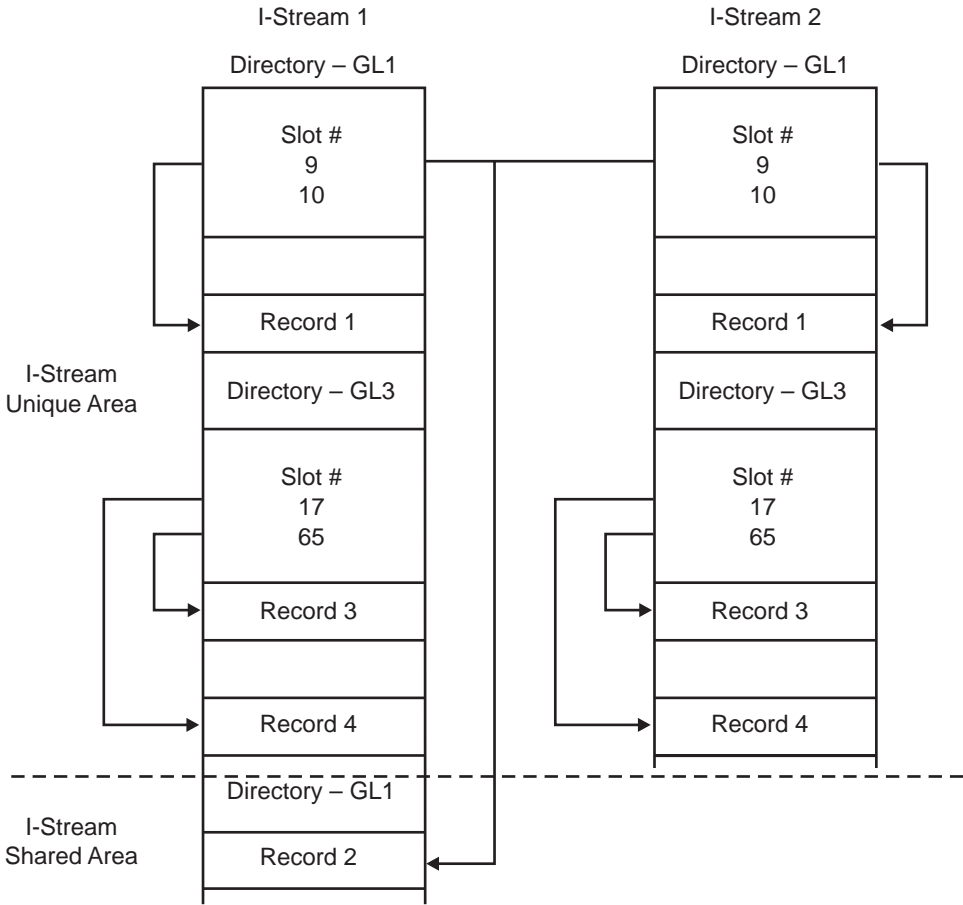 I-Stream 1
Directory – GL1
Slot #
9
10
Record 1
Directory – GL3
Slot #
17
65
Record 3
Record 4
Directory – GL1
Record 2
I-Stream 2
Directory – GL1
Slot #
9
10
Record 1
Directory – GL3
Slot #
17
65
Record 3
Record 4
I-Stream
Unique Area
I-Stream
Shared Area